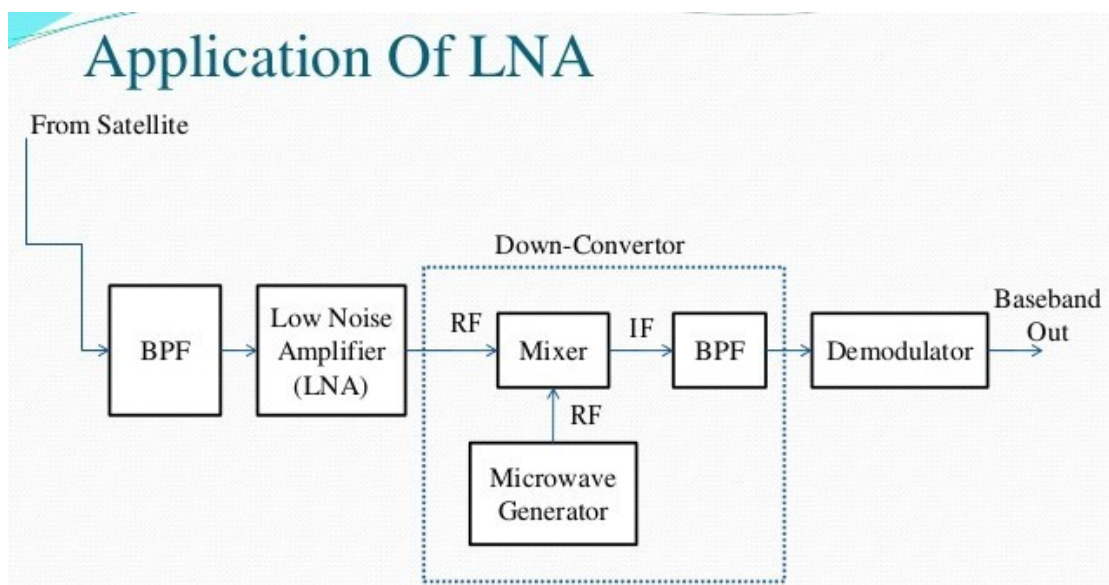 Application Of LNA
From Satellite
Down-Convertor
BPF
Low Noise
Amplifier
(LNA)
RF
Mixer
IF
BPF
Demodulator
Baseband
Out
RF
Microwave
Generator